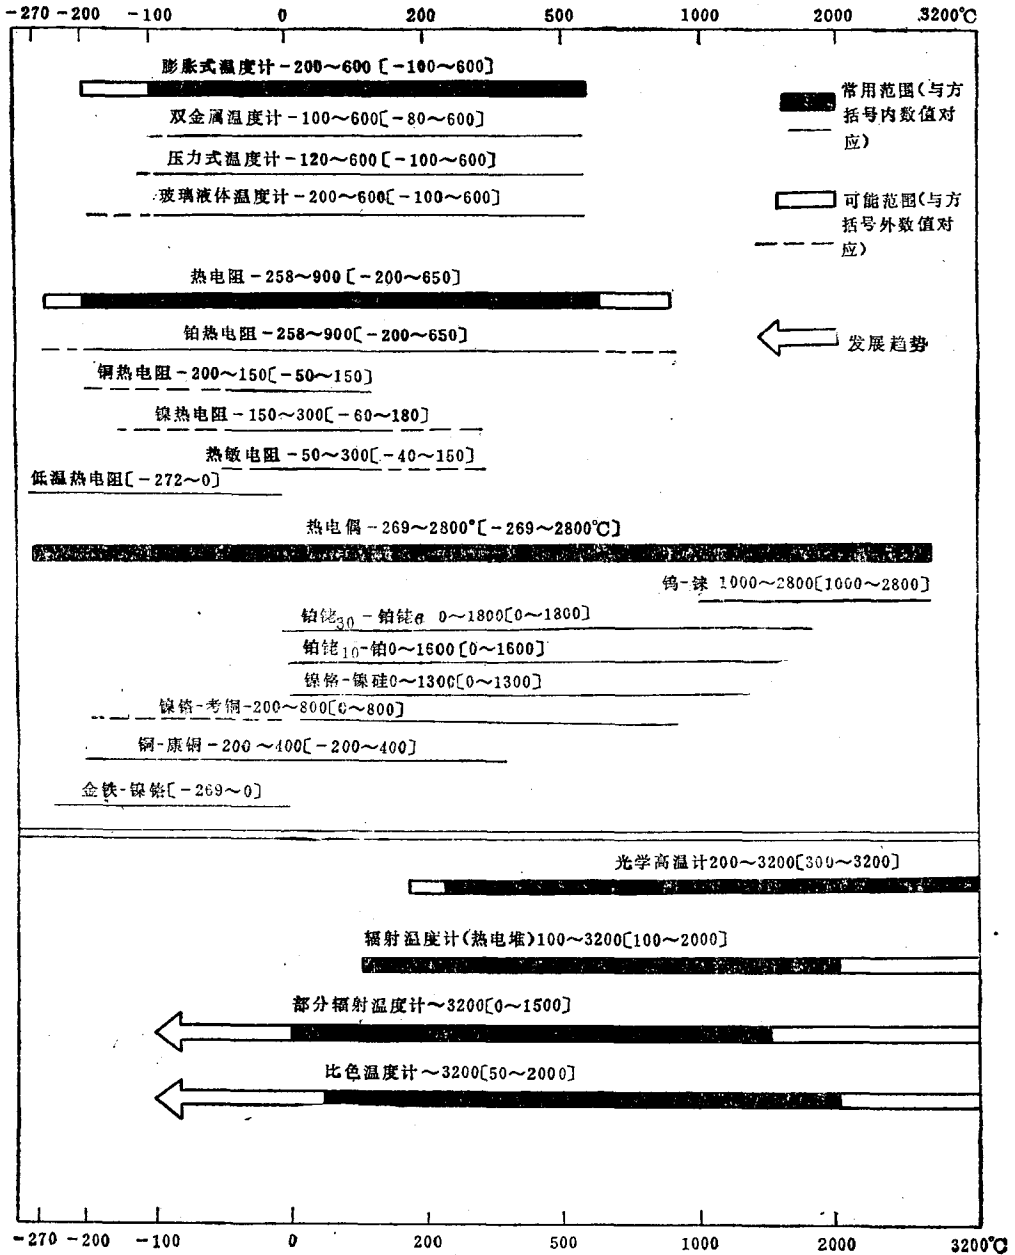 -270 -200 -100 0 200 500 1000 2000 3200℃
膨胀式温度计-200～600〔-100～600〕
双金属温度计-100～600〔-80～600〕
压力式温度计-120～600〔-100～600〕
玻璃液体温度计-200～600〔-100～600〕
常用范围(与方
括号内数值对
应)
可能范围(与方
括号外数值对
应)
发展趋势
热电阻-258～900〔-200～650〕
铂热电阻-258～900〔-200～650〕
铜热电阻-200～150〔-50～150〕
镍热电阻-150～300〔-60～180〕
热敏电阻-50～300〔-40～150〕
低温热电阻〔-272～0〕
热电偶-269～2800°〔-269～2800℃〕
钨-铼 1000～2800〔1000～2800〕
铂铑30-铂铑6 0～1800〔0～1800〕
铂铑10-铂0～1600〔0～1600〕
镍铬-镍硅0～1300〔0～1300〕
镍铬-考铜-200～800〔0～800〕
铜-康铜-200～400〔-200～400〕
金铁-镍铬〔-269～0〕
光学高温计200～3200〔300～3200〕
辐射温度计(热电堆)100～3200〔100～2000〕
部分辐射温度计～3200〔0～1500〕
比色温度计～3200〔50～2000〕
-270 -200 -100 0 200 500 1000 2000 3200℃